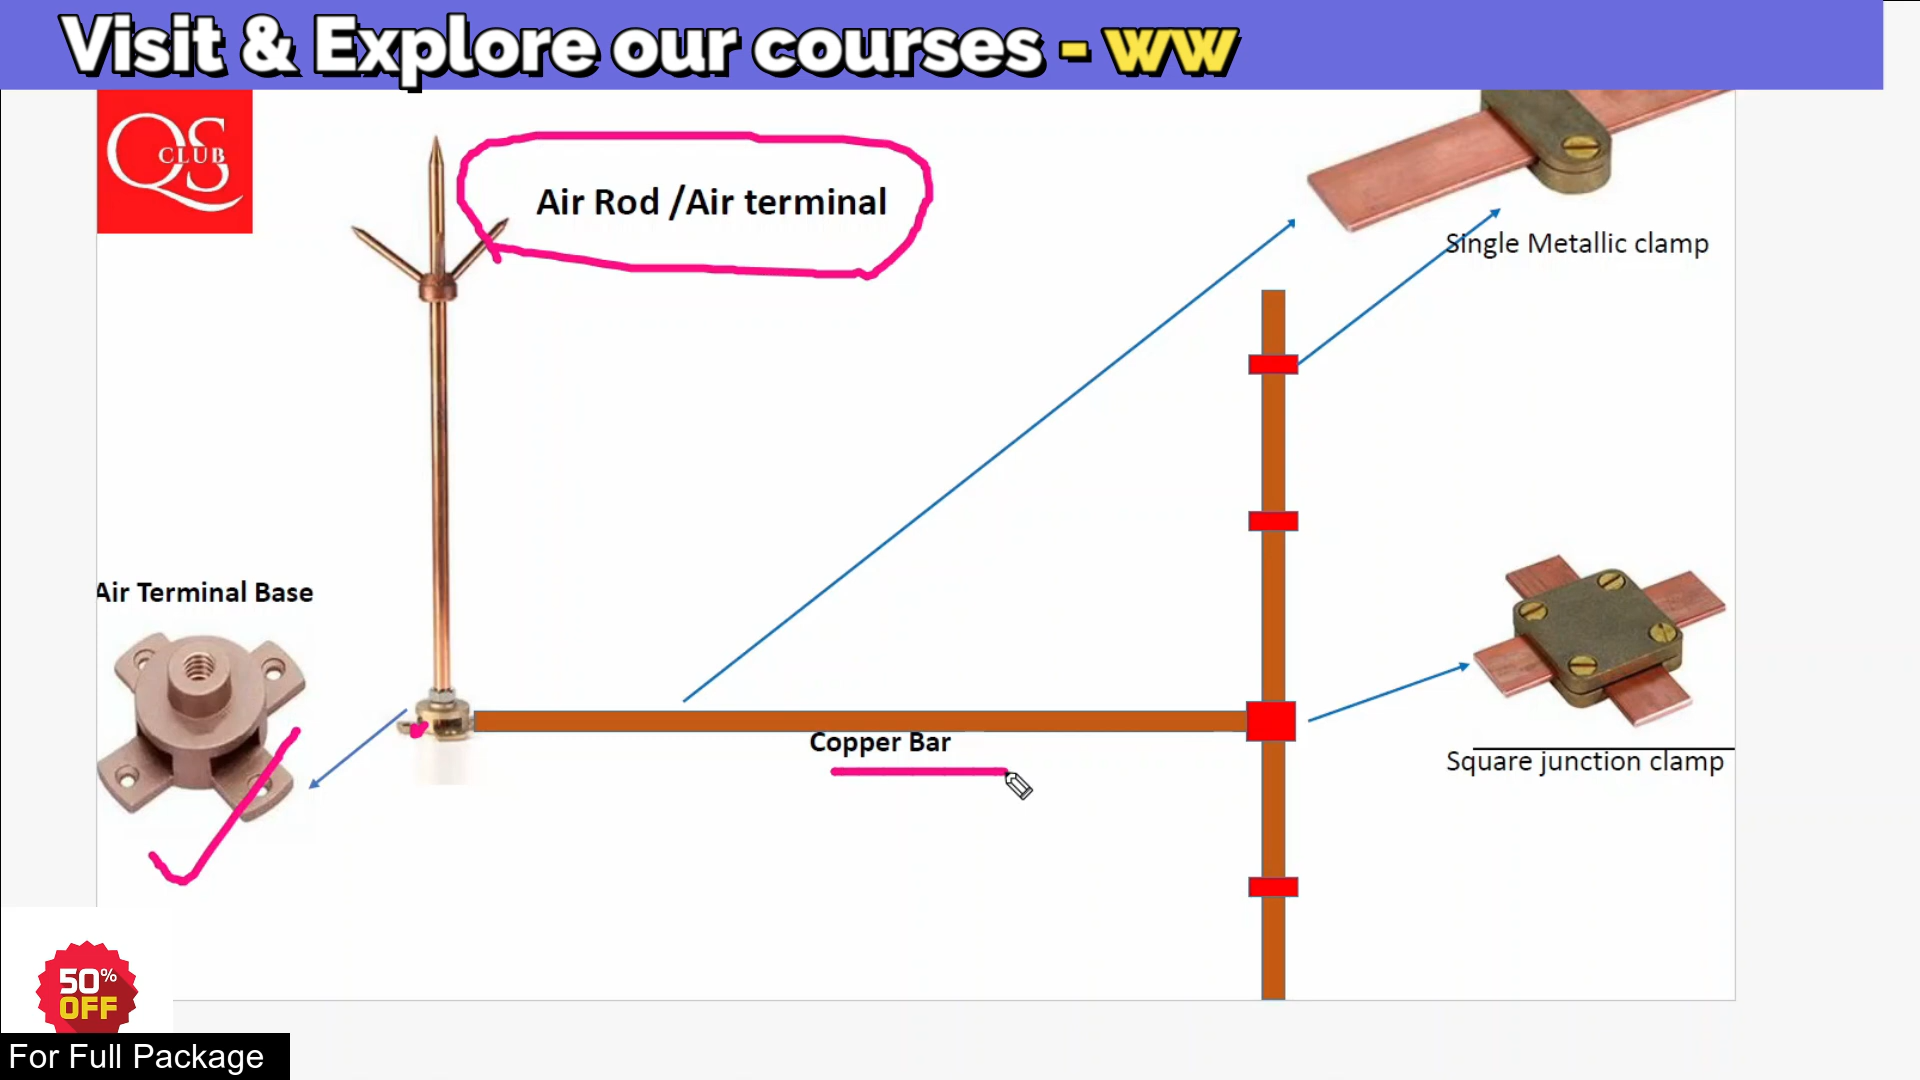 Visit & Explore our courses - ww
QS
CLUB
Air Rod /Air terminal
Single Metallic clamp
Air Terminal Base
Copper Bar
Square junction clamp
50%
OFF
For Full Package